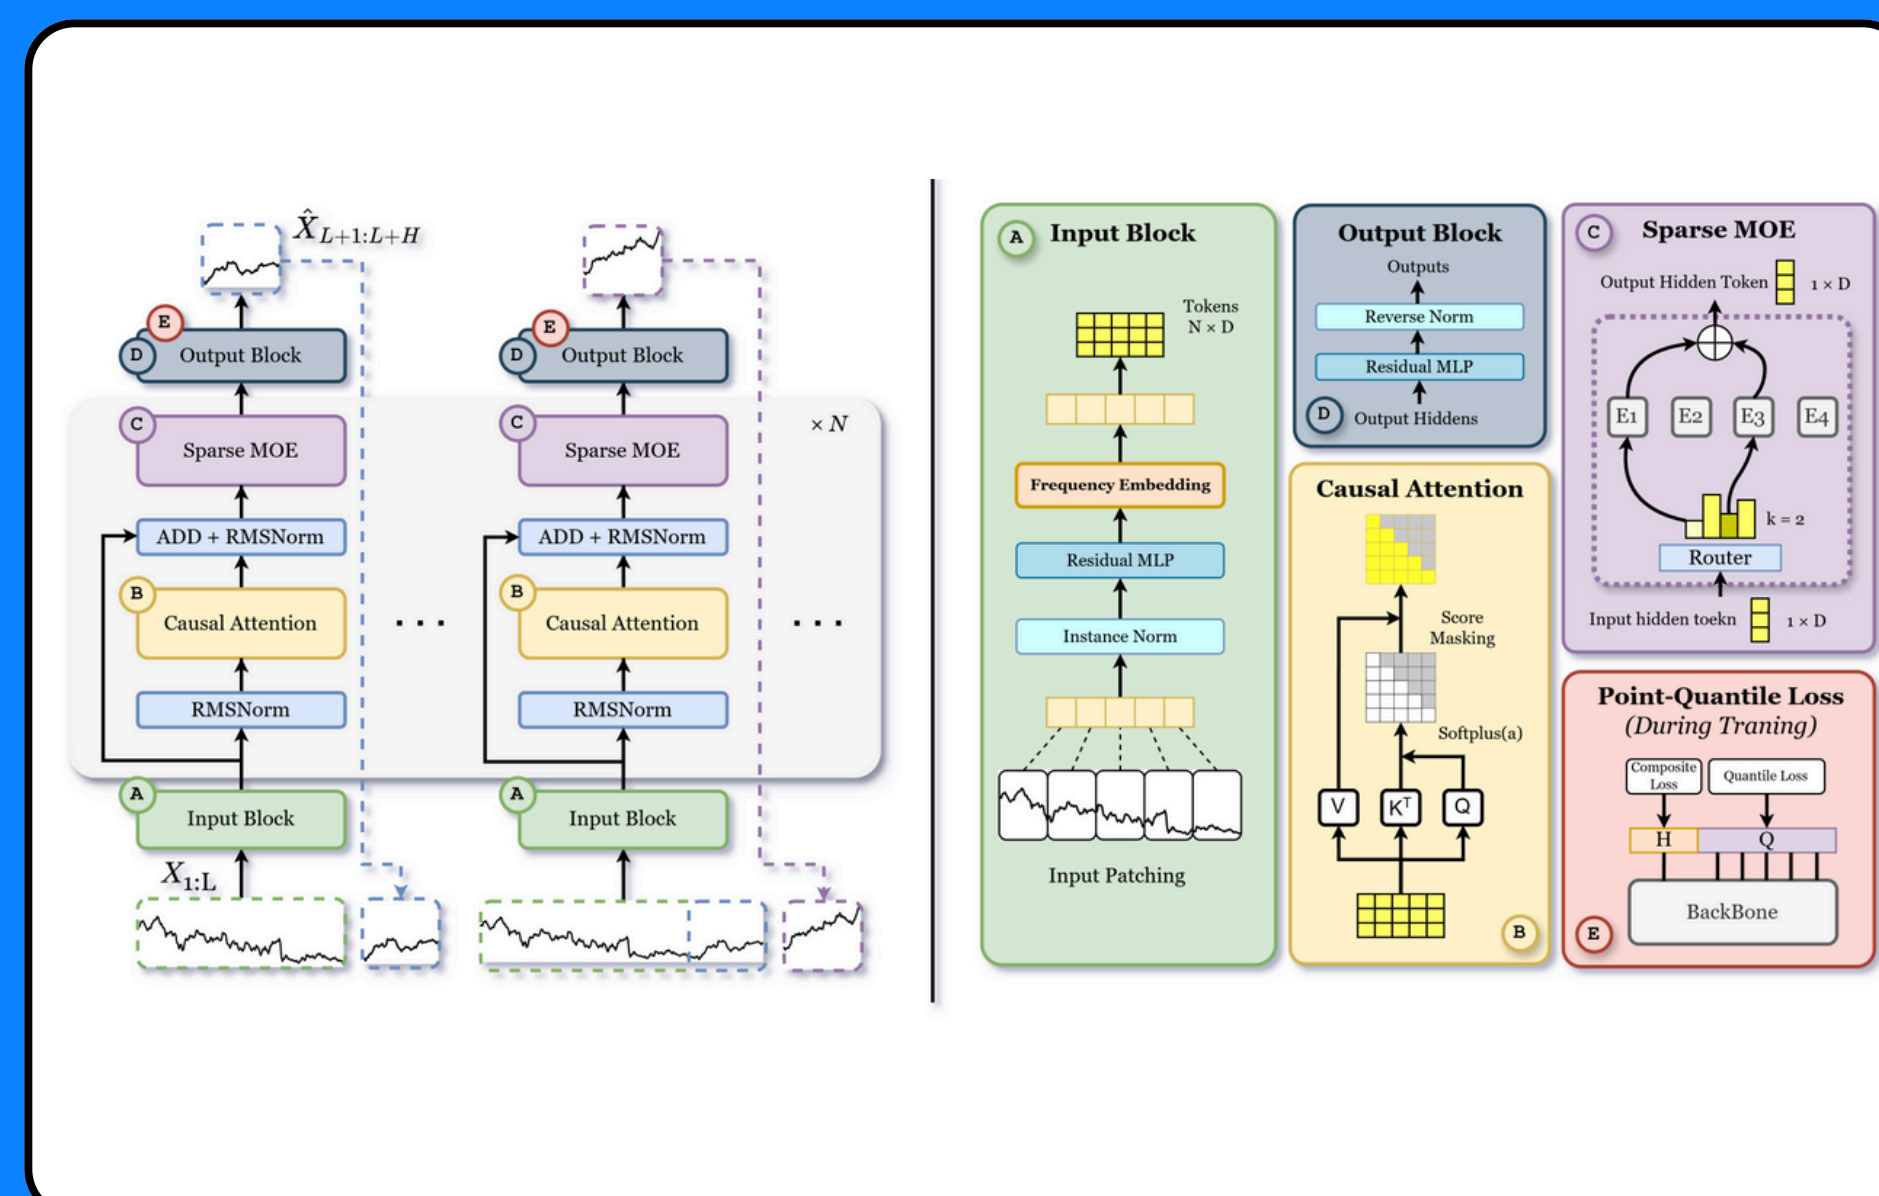 X̂L+1:L+H
E
D
Output Block
E
D
Output Block
× N
C
Sparse MOE
C
Sparse MOE
ADD + RMSNorm
ADD + RMSNorm
B
Causal Attention
. . .
B
Causal Attention
. . .
RMSNorm
RMSNorm
A
Input Block
A
Input Block
X1:L
A
Input Block
Tokens
N × D
Frequency Embedding
Residual MLP
Instance Norm
Input Patching
Output Block
Outputs
Reverse Norm
Residual MLP
D
Output Hiddens
Causal Attention
Score
Masking
Softplus(a)
V
KT
Q
B
C
Sparse MOE
Output Hidden Token
1 × D
E1
E2
E3
E4
k = 2
Router
Input hidden toekn
1 × D
Point-Quantile Loss
(During Traning)
Composite
Loss
Quantile Loss
H
Q
BackBone
E